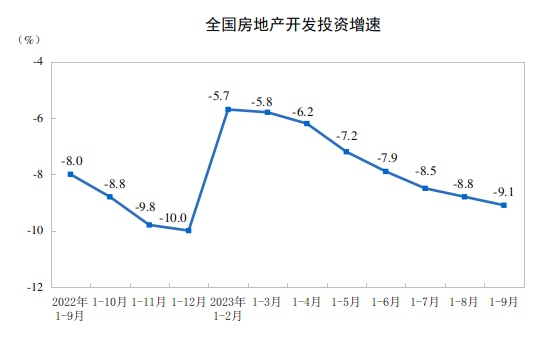 全国房地产开发投资增速
（%）
-4
-6
-8
-10
-12
-8.0
-8.8
-9.8
-10.0
-5.7
-5.8
-6.2
-7.2
-7.9
-8.5
-8.8
-9.1
2022年
1-9月
1-10月
1-11月
1-12月
2023年
1-2月
1-3月
1-4月
1-5月
1-6月
1-7月
1-8月
1-9月